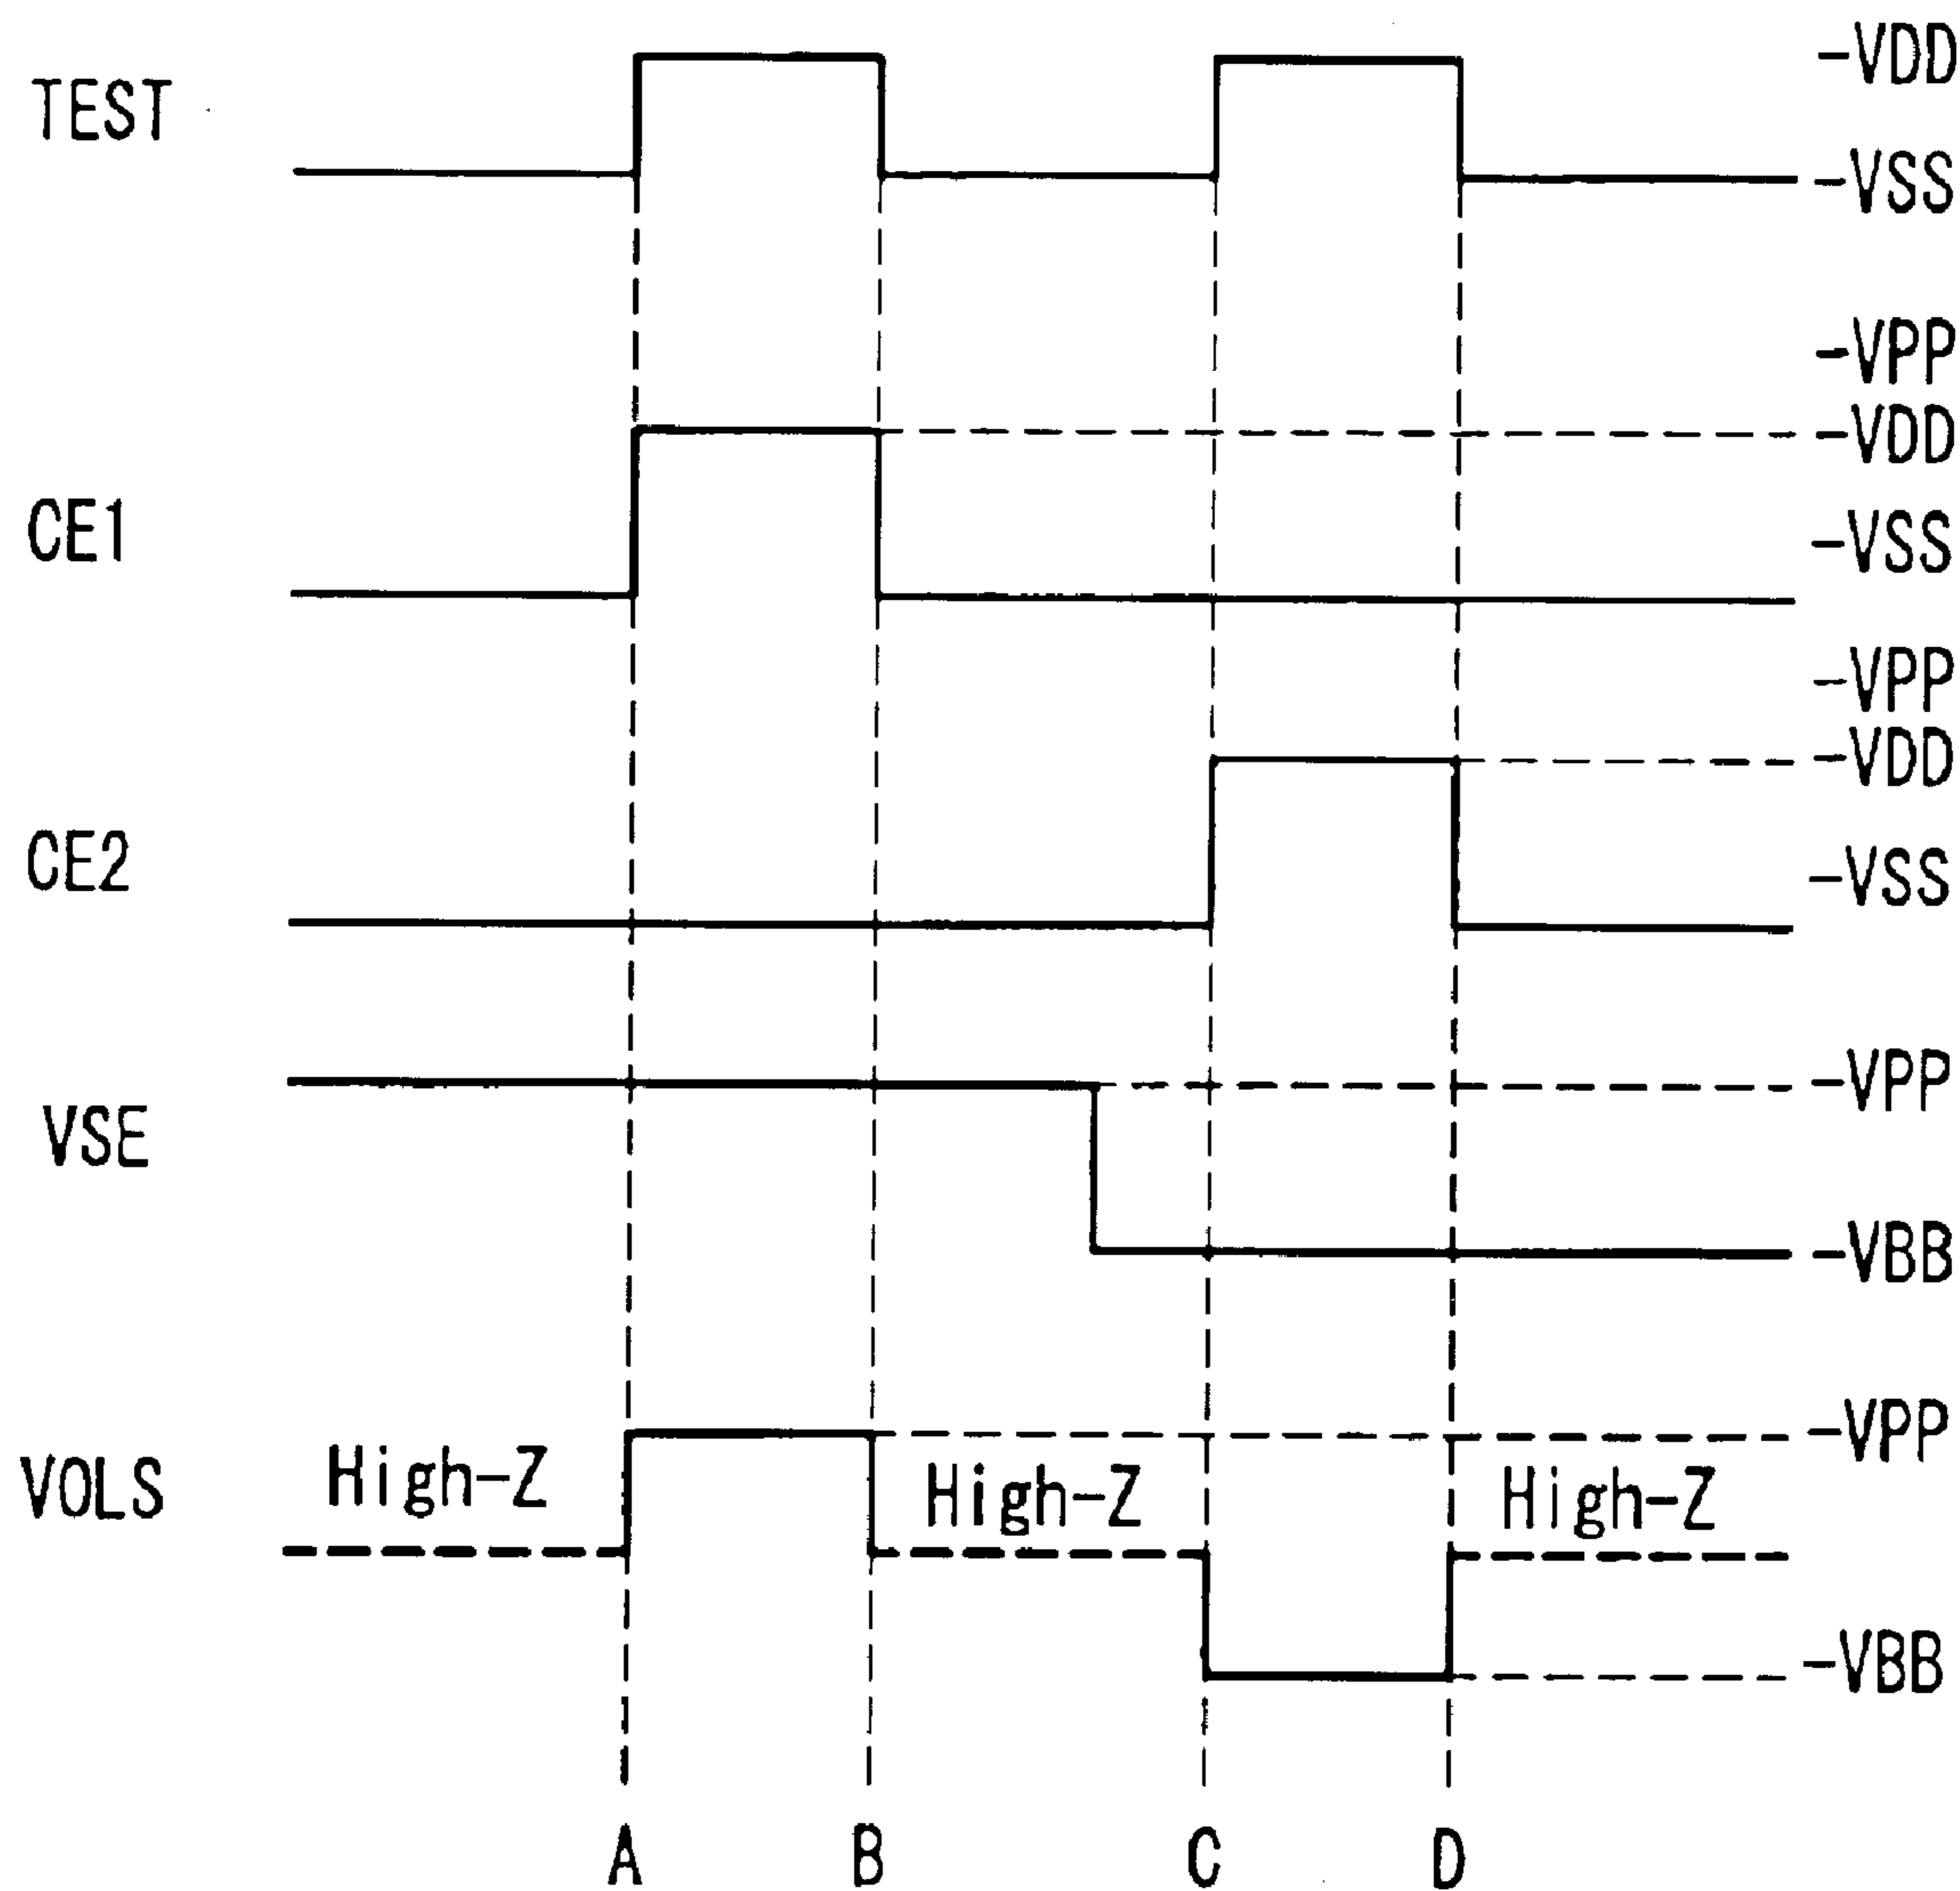 -VDD
TEST
-VSS
-VPP
-VDD
CE1
-VSS
-VPP
-VDD
CE2
-VSS
-VPP
VSE
-VBB
-VPP
VOLS High-Z High-Z High-Z
-VBB
A B C D